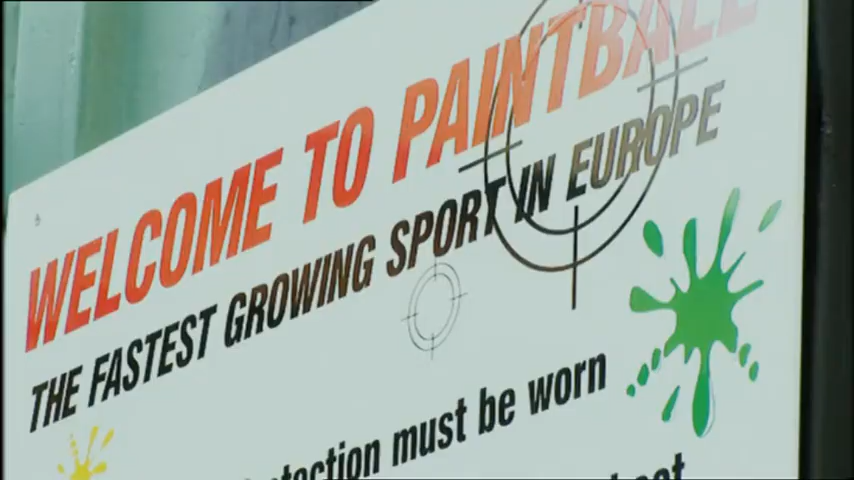 WELCOME TO PAINTBALL
THE FASTEST GROWING SPORT IN EUROPE
must be worn